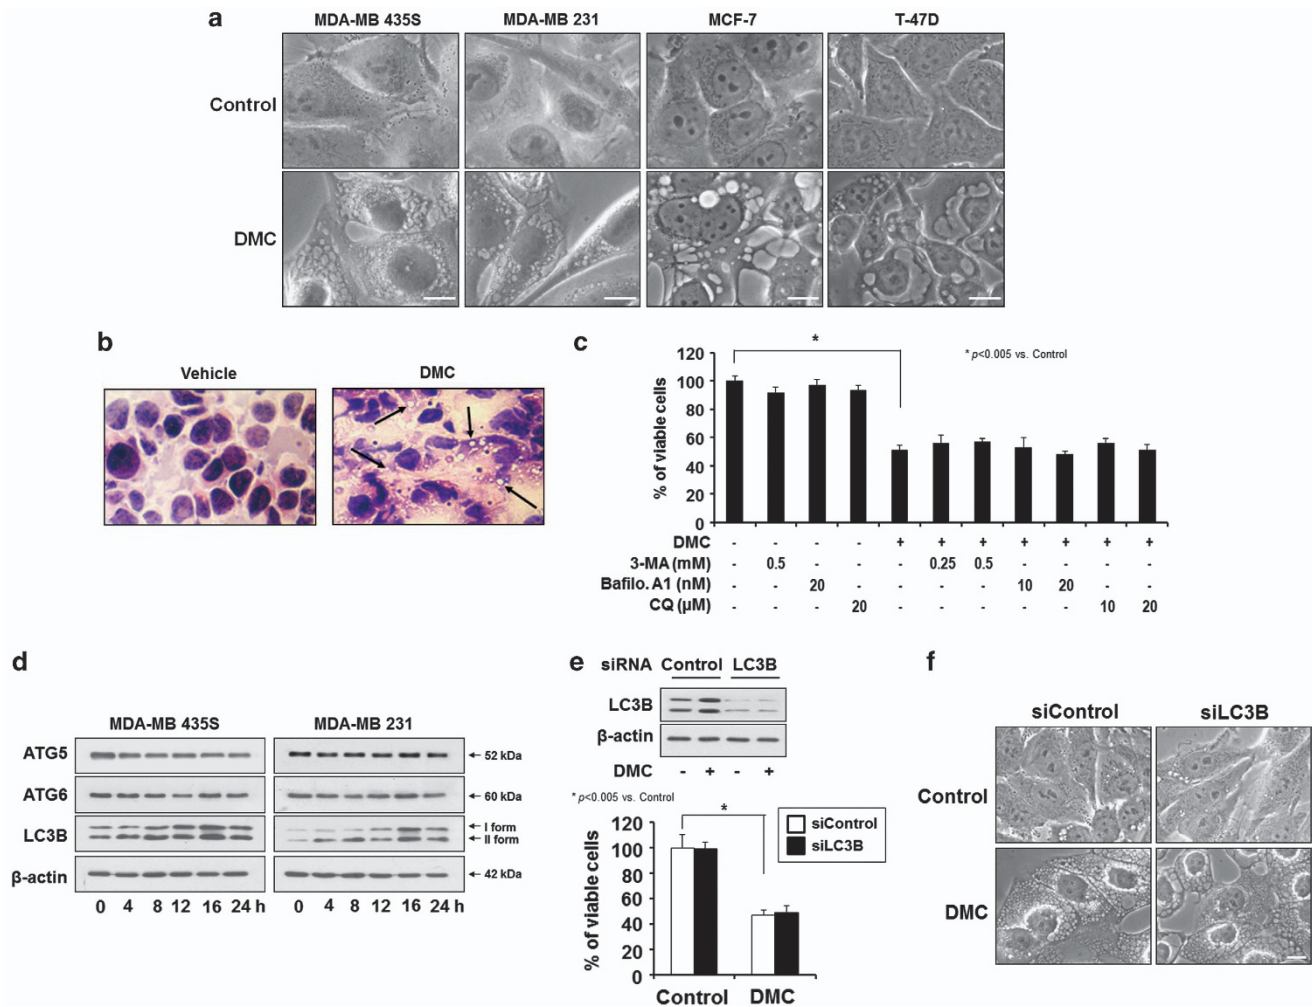 a
MDA-MB 435S MDA-MB 231 MCF-7 T-47D
Control
DMC
b
Vehicle DMC
c
* p<0.005 vs. Control
*
% of viable cells
120
100
80
60
40
20
0
DMC - - - - + + + + + + +
3-MA (mM) - 0.5 - - - 0.25 0.5 - - - -
Bafilo. A1 (nM) - - 20 - - - - 10 20 - -
CQ (µM) - - - 20 - - - - - 10 20
d
MDA-MB 435S MDA-MB 231
ATG5 ← 52 kDa
ATG6 ← 60 kDa
LC3B ← I form
← II form
β-actin ← 42 kDa
0 4 8 12 16 24 h 0 4 8 12 16 24 h
e
siRNA Control LC3B
LC3B
β-actin
DMC - + - +
* p<0.005 vs. Control
*
siControl
siLC3B
% of viable cells
120
100
80
60
40
20
0
Control DMC
f
siControl siLC3B
Control
DMC